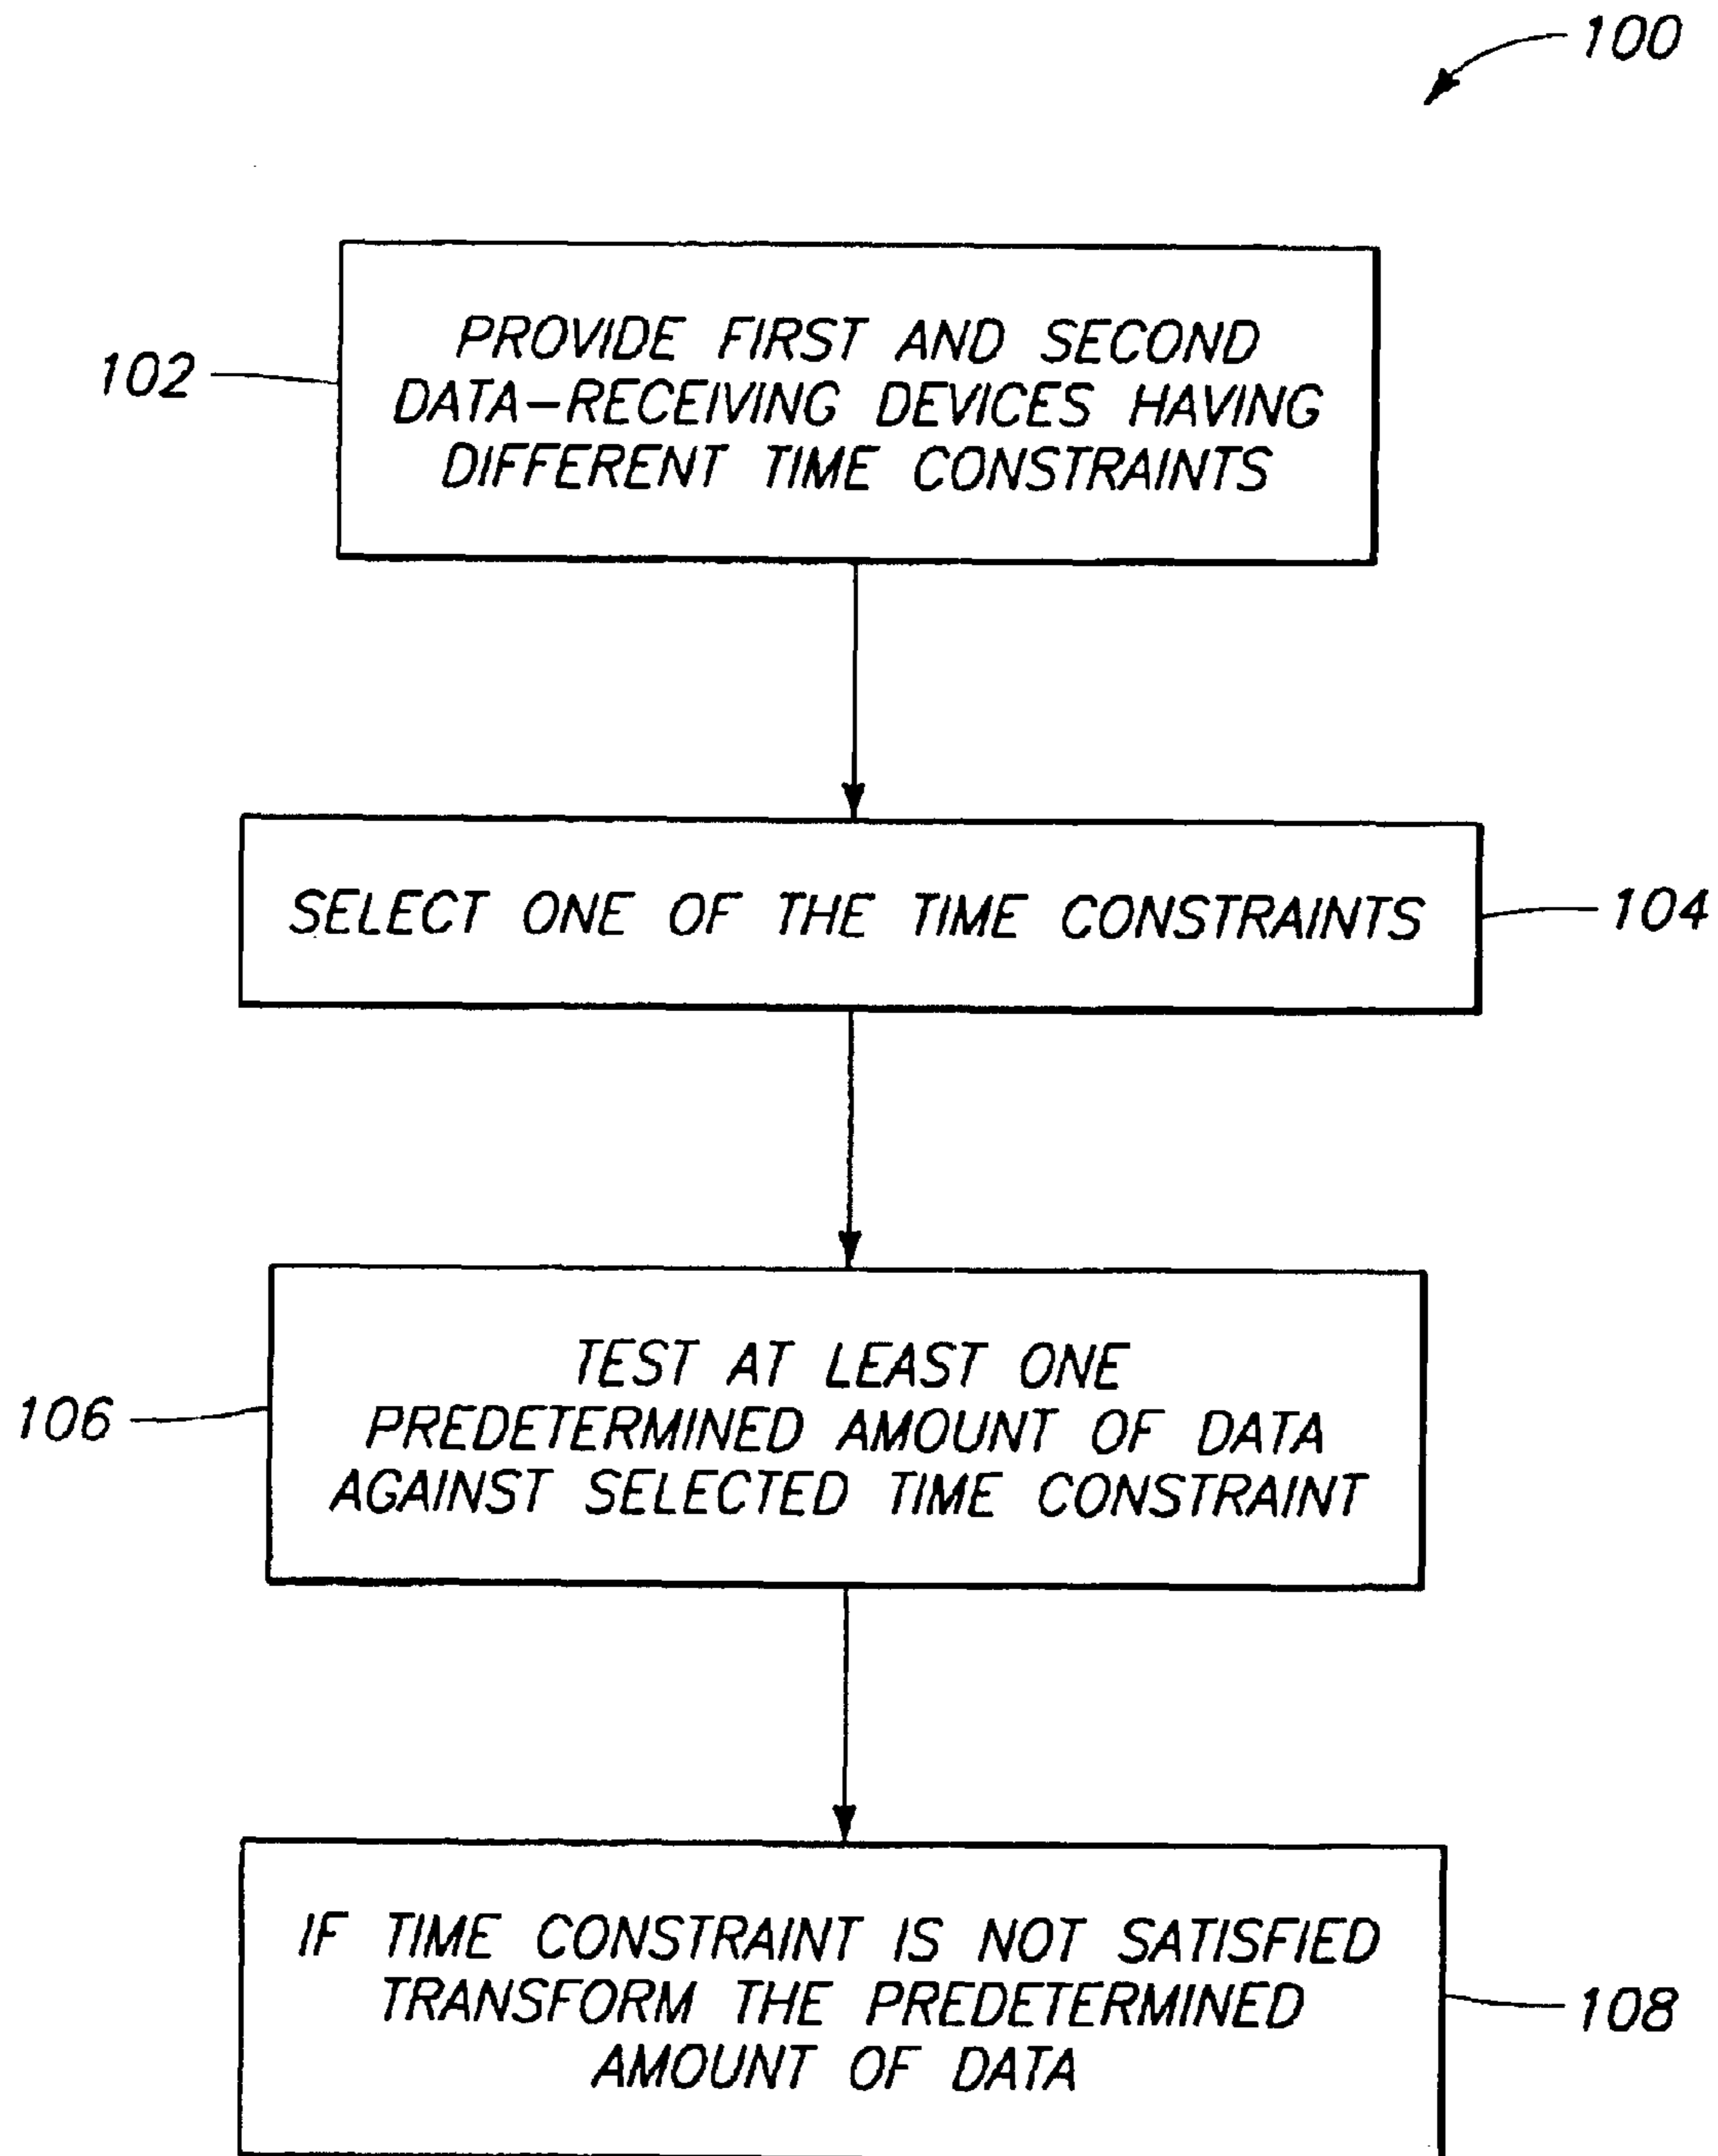 100
102
PROVIDE FIRST AND SECOND
DATA-RECEIVING DEVICES HAVING
DIFFERENT TIME CONSTRAINTS
SELECT ONE OF THE TIME CONSTRAINTS
104
106
TEST AT LEAST ONE
PREDETERMINED AMOUNT OF DATA
AGAINST SELECTED TIME CONSTRAINT
IF TIME CONSTRAINT IS NOT SATISFIED
TRANSFORM THE PREDETERMINED
AMOUNT OF DATA
108